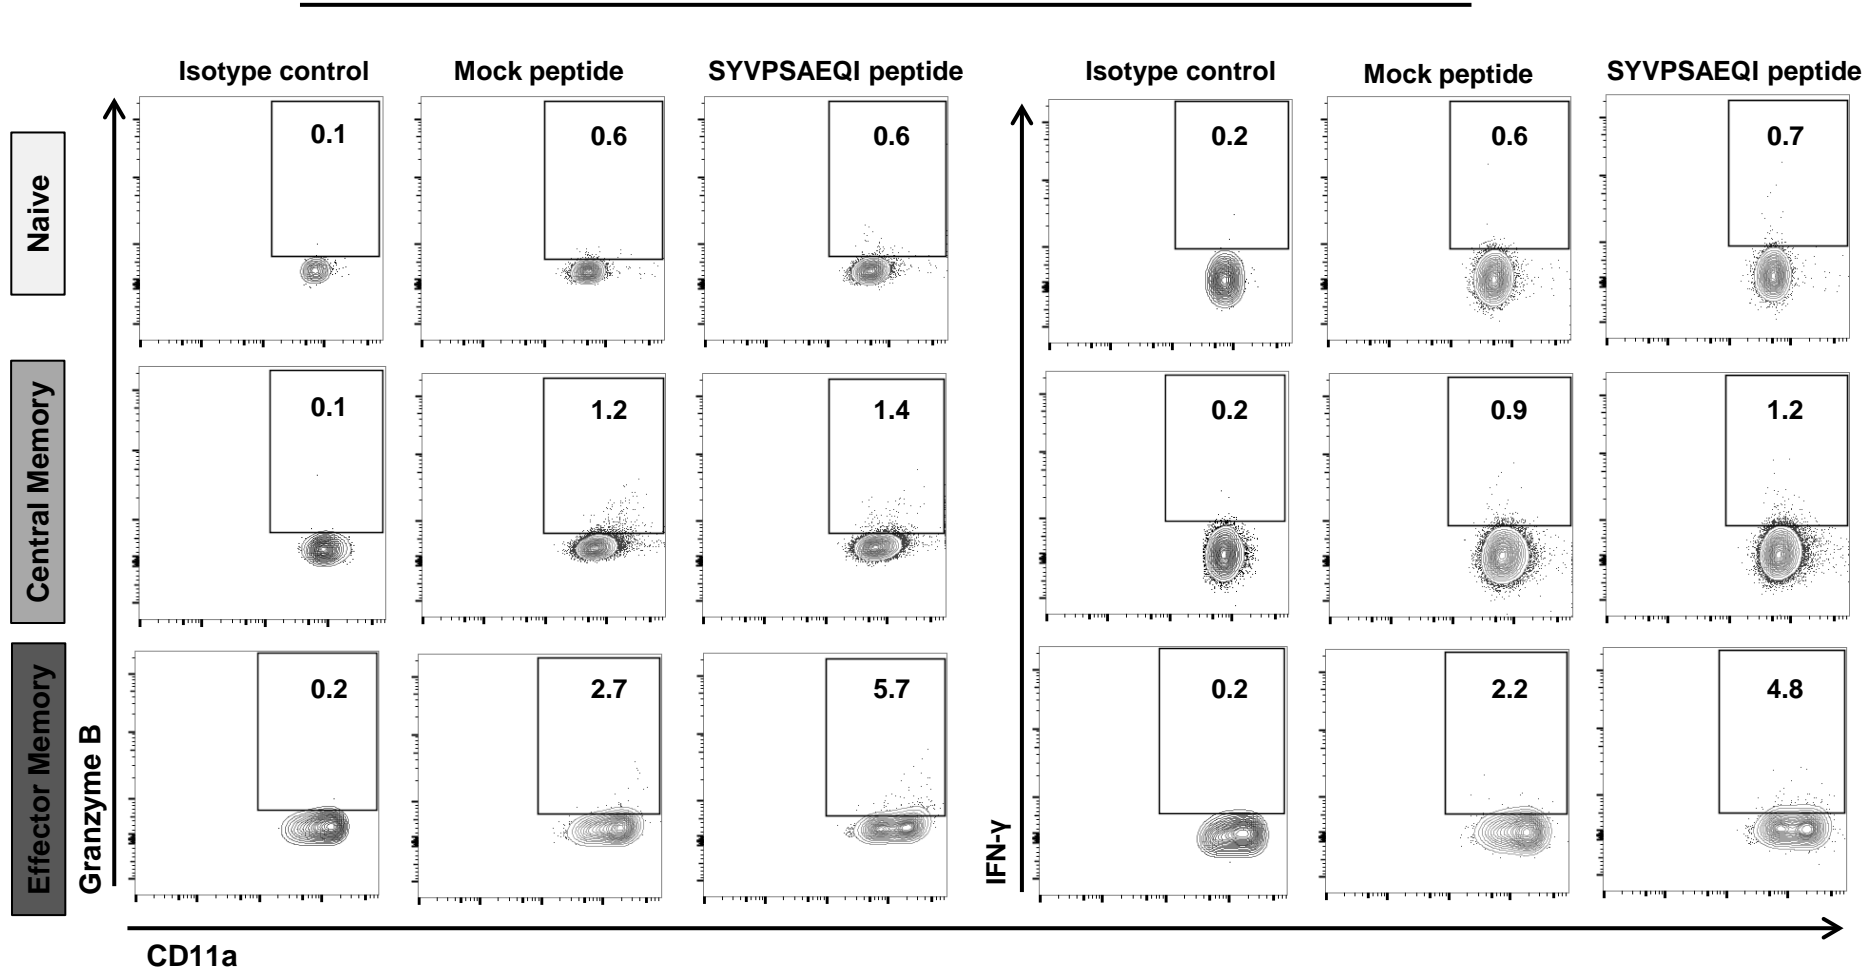 Isotype control Mock peptide SYVPSAEQI peptide Isotype control Mock peptide SYVPSAEQI peptide
Naive
0.1 0.6 0.6 0.2 0.6 0.7
Central Memory
0.1 1.2 1.4 0.2 0.9 1.2
Effector Memory
0.2 2.7 5.7 0.2 2.2 4.8
Granzyme B
IFN-γ
CD11a